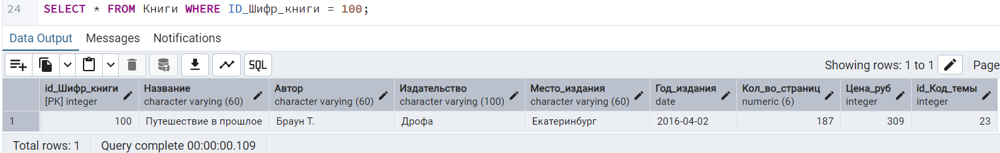 24 SELECT * FROM Книги WHERE ID_Шифр_книги = 100;
Data Output Messages Notifications
SQL Showing rows: 1 to 1 Page
id_Шифр_книги Название Автор Издательство Место_издания Год_издания Кол_во_страниц Цена_руб id_Код_темы
[PK] integer character varying (60) character varying (60) character varying (100) character varying (60) date numeric (6) integer integer
1 100 Путешествие в прошлое Браун Т. Дрофа Екатеринбург 2016-04-02 187 309 23
Total rows: 1 Query complete 00:00:00.109